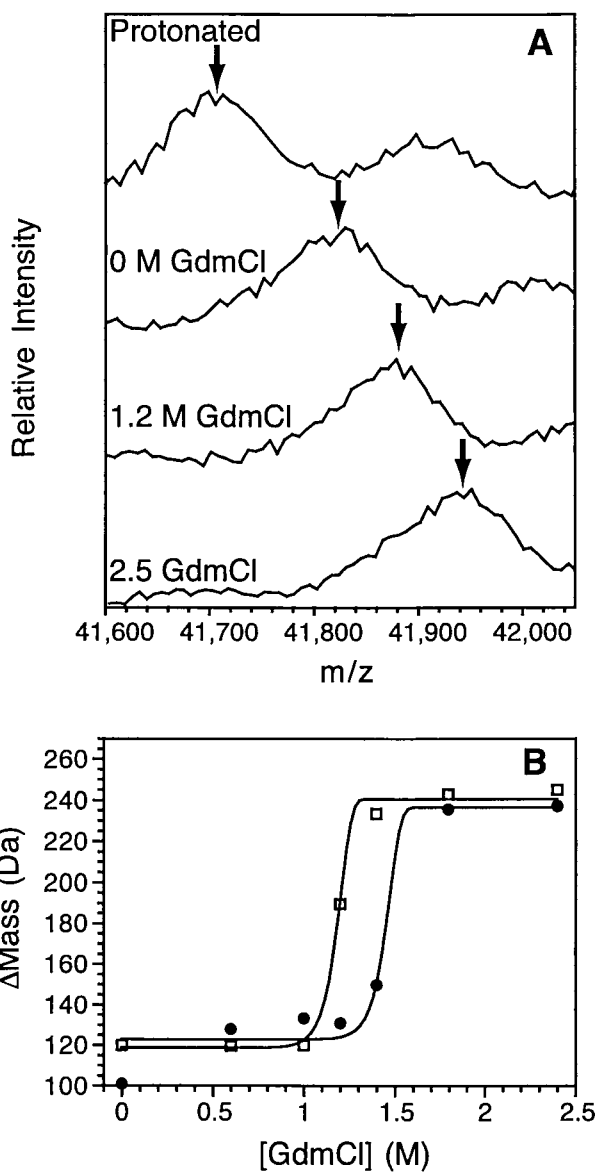 Protonated
A
0 M GdmCl
1.2 M GdmCl
2.5 GdmCl
Relative Intensity
41,600 41,700 41,800 41,900 42,000
m/z
B
260
240
220
200
180
160
140
120
100
ΔMass (Da)
0 0.5 1 1.5 2 2.5
[GdmCl] (M)